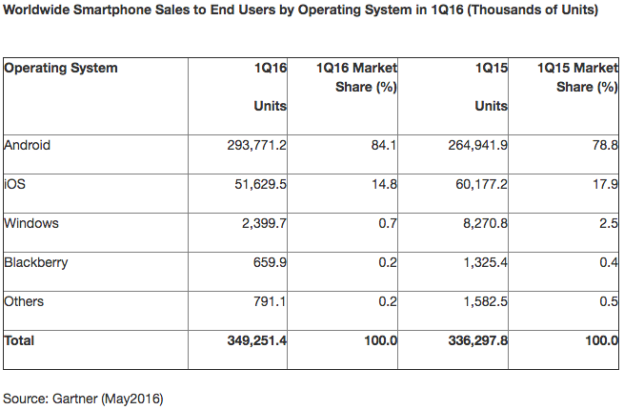 Worldwide Smartphone Sales to End Users by Operating System in 1Q16 (Thousands of Units)
Operating System 1Q16 1Q16 Market 1Q15 1Q15 Market
Share (%) Share (%)
Units Units
Android 293,771.2 84.1 264,941.9 78.8
iOS 51,629.5 14.8 60,177.2 17.9
Windows 2,399.7 0.7 8,270.8 2.5
Blackberry 659.9 0.2 1,325.4 0.4
Others 791.1 0.2 1,582.5 0.5
Total 349,251.4 100.0 336,297.8 100.0
Source: Gartner (May2016)